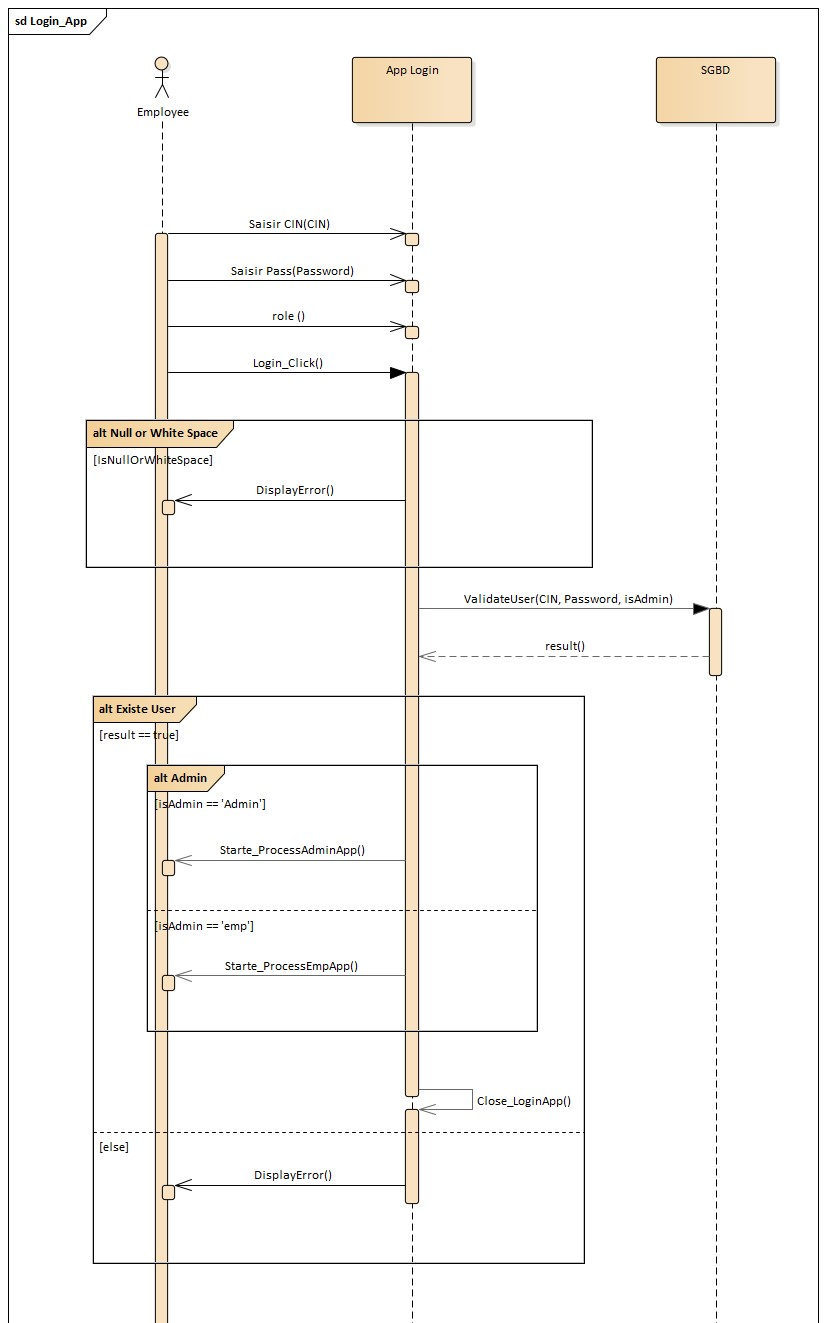 sd Login_App
Employee
App Login
SGBD
Saisir CIN(CIN)
Saisir Pass(Password)
role ()
Login_Click()
alt Null or White Space
[IsNullOrWhiteSpace]
DisplayError()
ValidateUser(CIN, Password, isAdmin)
result()
alt Existe User
[result == true]
alt Admin
[isAdmin == 'Admin']
Starte_ProcessAdminApp()
[isAdmin == 'emp']
Starte_ProcessEmpApp()
Close_LoginApp()
[else]
DisplayError()